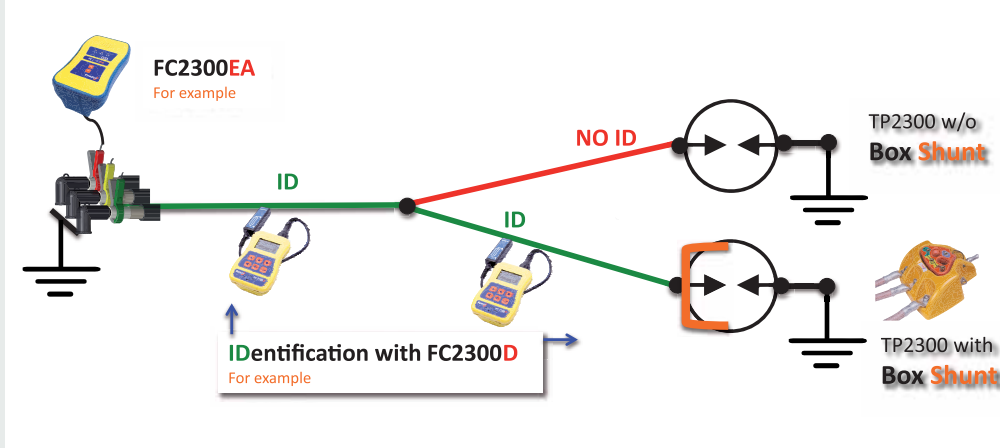 FC2300EA
For example
NO ID
TP2300 w/o
Box Shunt
ID
ID
IDentification with FC2300D
For example
TP2300 with
Box Shunt